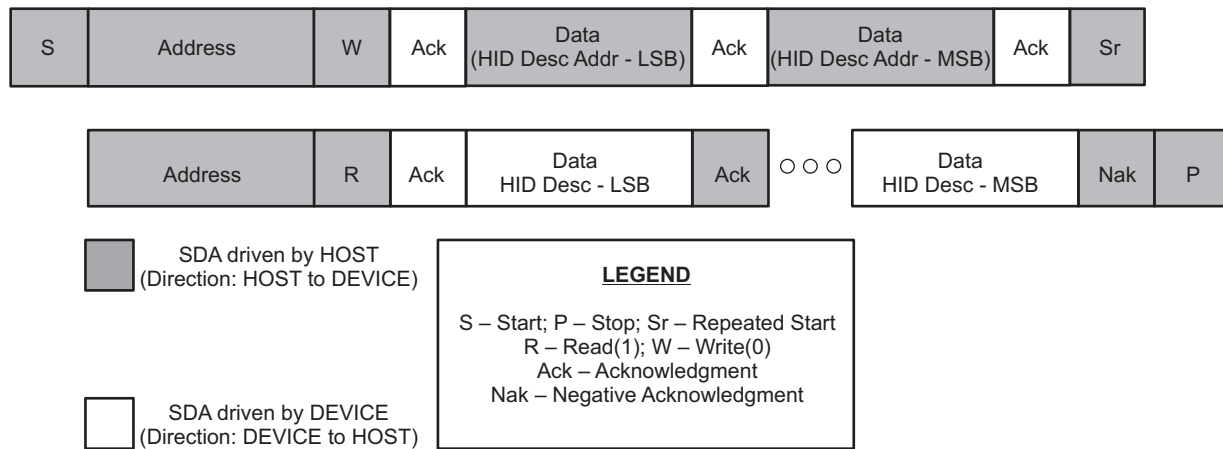 S Address W Ack Data (HID Desc Addr - LSB) Ack Data (HID Desc Addr - MSB) Ack Sr
Address R Ack Data HID Desc - LSB Ack Data HID Desc - MSB Nak P
SDA driven by HOST
(Direction: HOST to DEVICE)
SDA driven by DEVICE
(Direction: DEVICE to HOST)
LEGEND
S – Start; P – Stop; Sr – Repeated Start
R – Read(1); W – Write(0)
Ack – Acknowledgment
Nak – Negative Acknowledgment